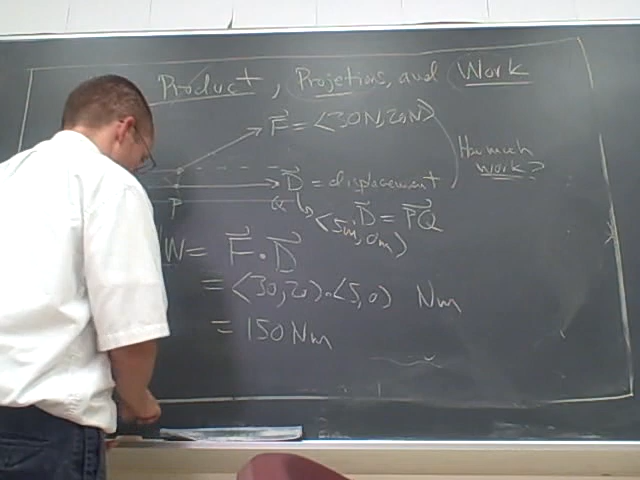 Product, Projections, and Work
F⃗ = ⟨30N, 20N⟩
How much
work?
D⃗ = displacement
P Q D⃗ = P⃗Q⃗
⟨5m, 0m⟩
W = F⃗ · D⃗
= ⟨30, 20⟩ · ⟨5, 0⟩ Nm
= 150 Nm